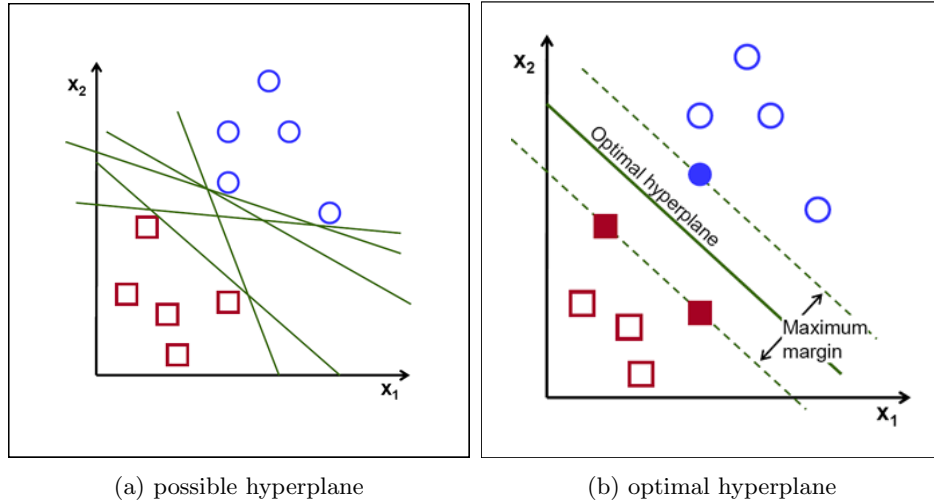 x₂
x₁
(a) possible hyperplane
x₂
Optimal hyperplane
Maximum
margin
x₁
(b) optimal hyperplane